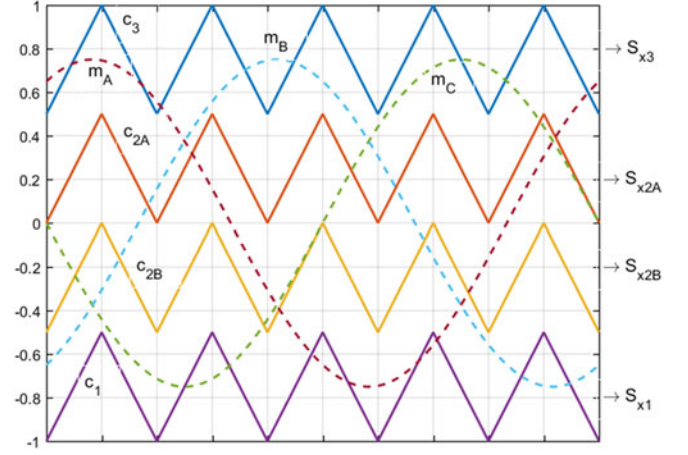 1
0.8
0.6
0.4
0.2
0
-0.2
-0.4
-0.6
-0.8
-1
c3
mA
mB
mC
c2A
c2B
c1
→ Sx3
→ Sx2A
→ Sx2B
→ Sx1